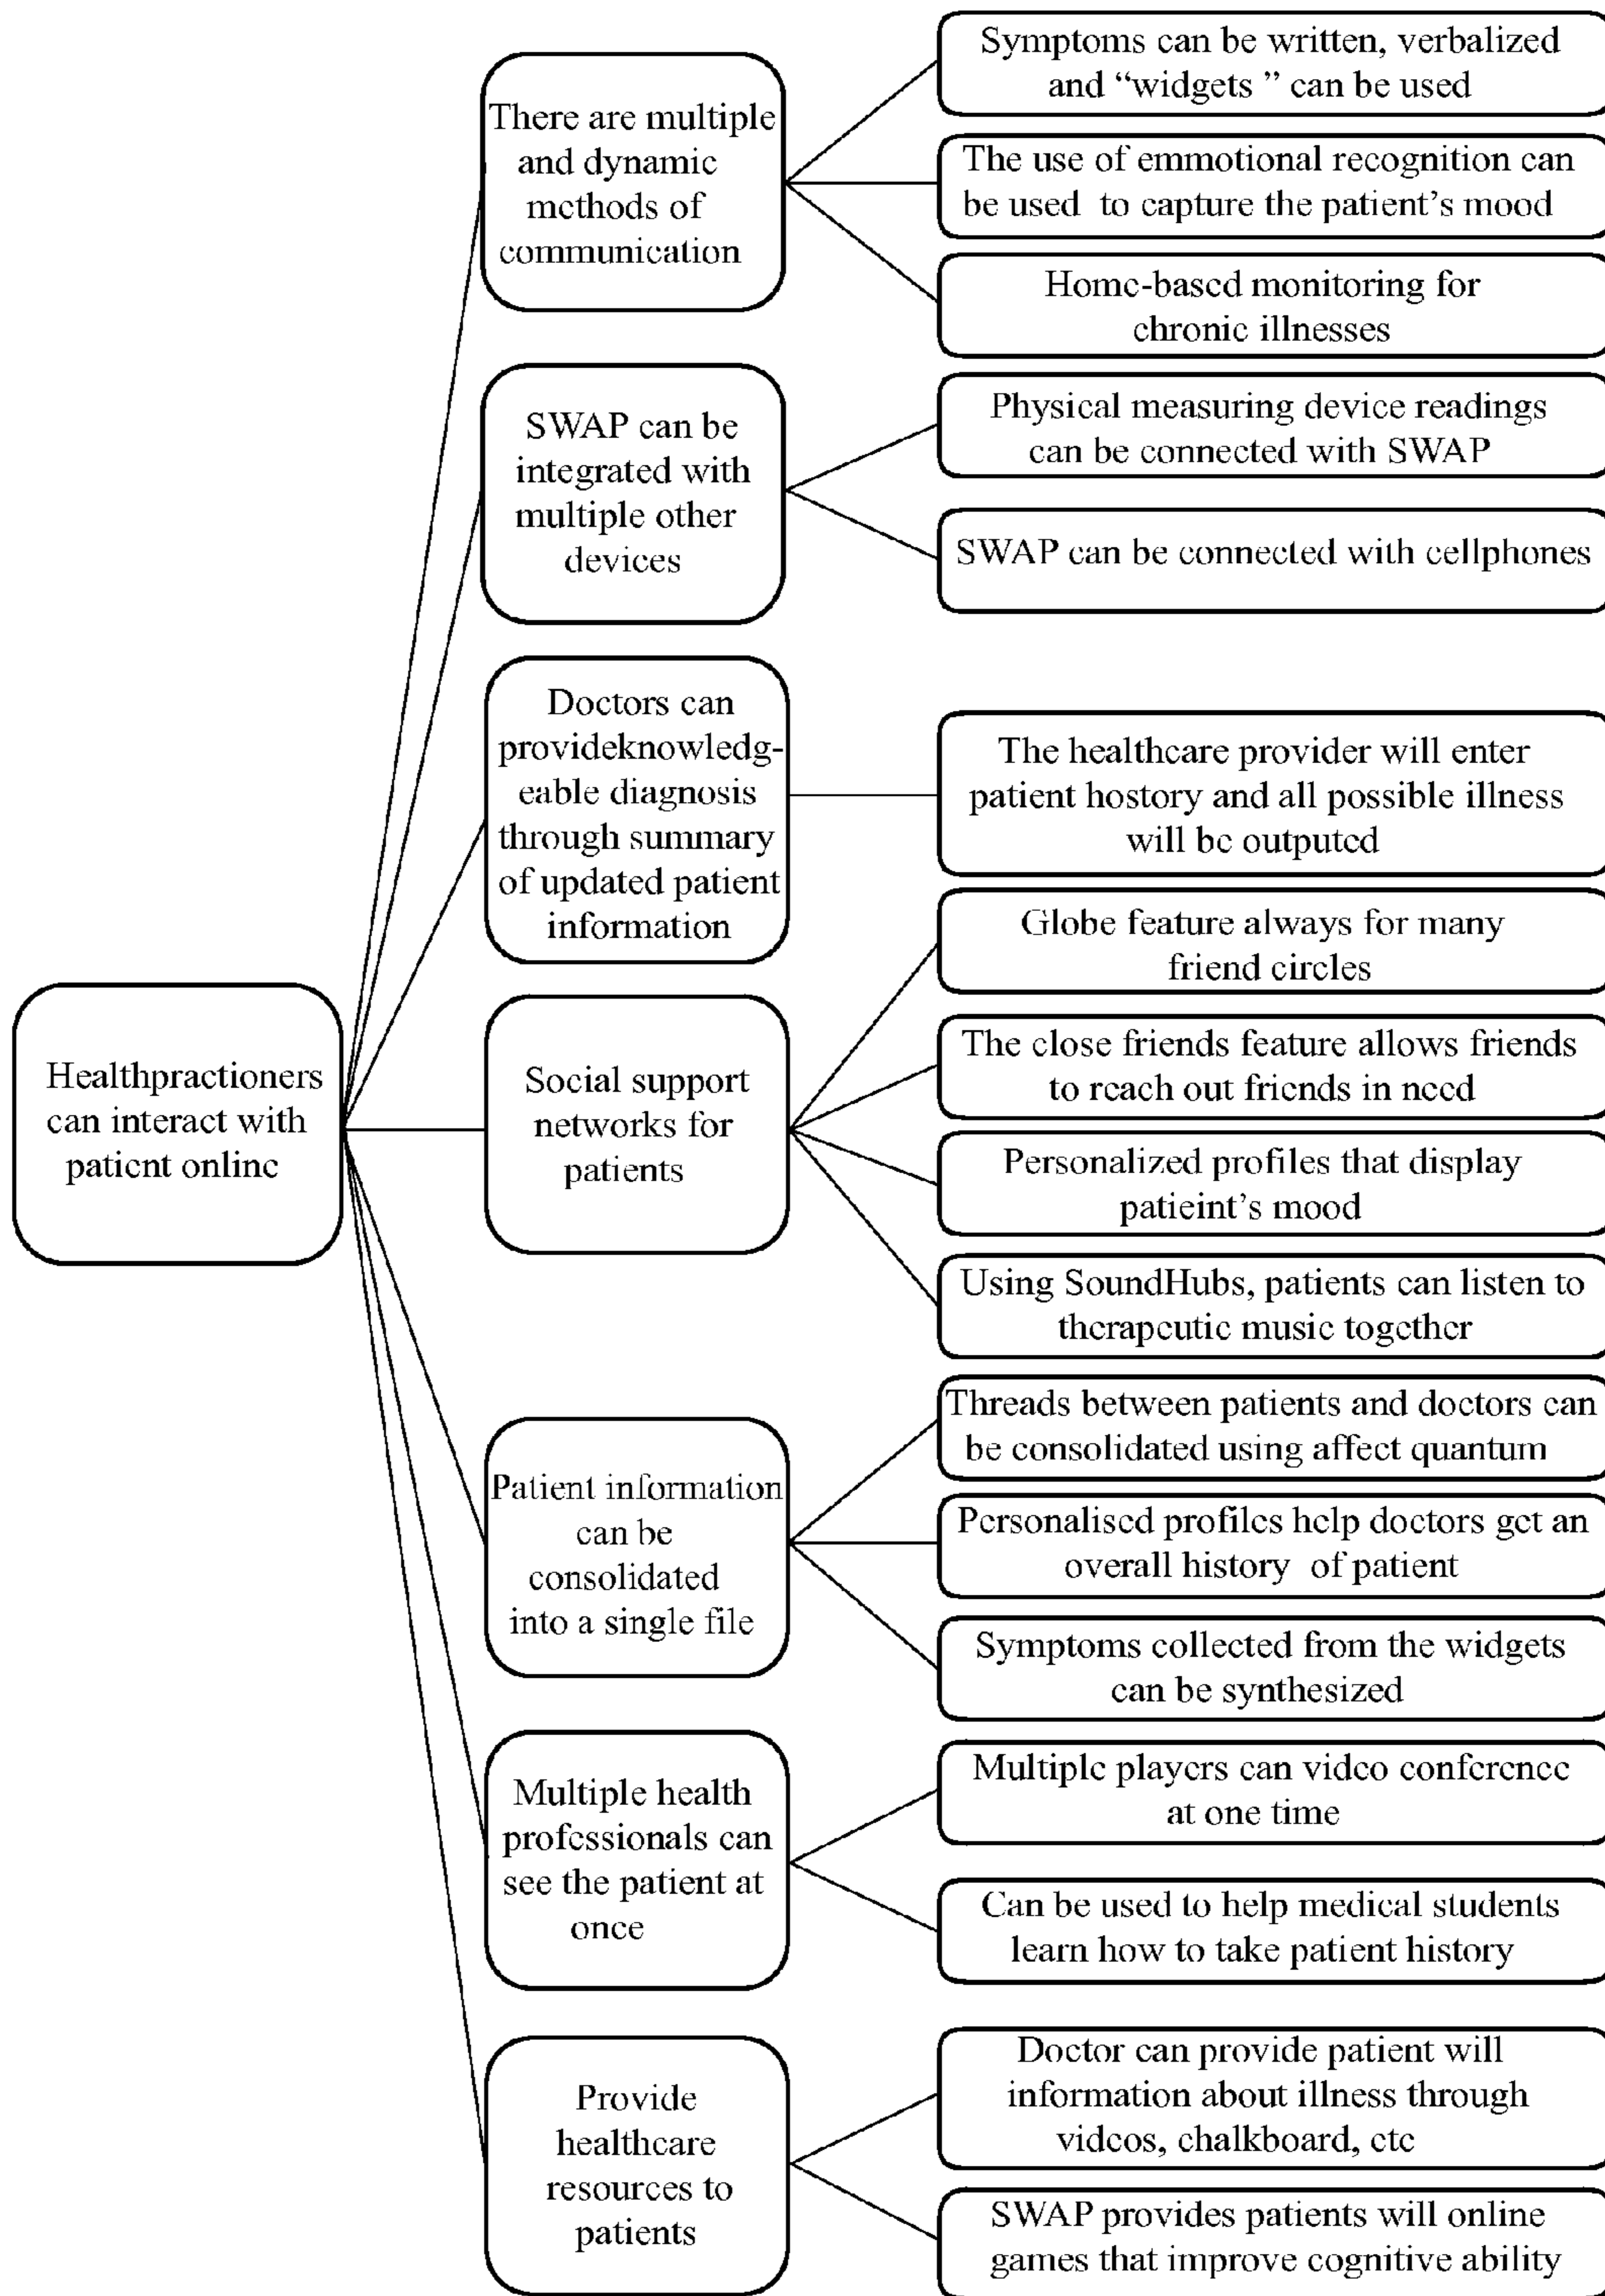 There are multiple
and dynamic
methods of
communication
Symptoms can be written, verbalized
and “widgets ” can be used
The use of emmotional recognition can
be used to capture the patient’s mood
Home-based monitoring for
chronic illnesses
SWAP can be
integrated with
multiple other
devices
Physical measuring device readings
can be connected with SWAP
SWAP can be connected with cellphones
Doctors can
provideknowledg-
eable diagnosis
through summary
of updated patient
information
The healthcare provider will enter
patient hostory and all possible illness
will be outputed
Healthpractioners
can interact with
patient online
Social support
networks for
patients
Globe feature always for many
friend circles
The close friends feature allows friends
to reach out friends in need
Personalized profiles that display
patieint’s mood
Using SoundHubs, patients can listen to
therapeutic music together
Patient information
can be
consolidated
into a single file
Threads between patients and doctors can
be consolidated using affect quantum
Personalised profiles help doctors get an
overall history of patient
Symptoms collected from the widgets
can be synthesized
Multiple health
professionals can
see the patient at
once
Multiple players can video conference
at one time
Can be used to help medical students
learn how to take patient history
Provide
healthcare
resources to
patients
Doctor can provide patient will
information about illness through
videos, chalkboard, etc
SWAP provides patients will online
games that improve cognitive ability